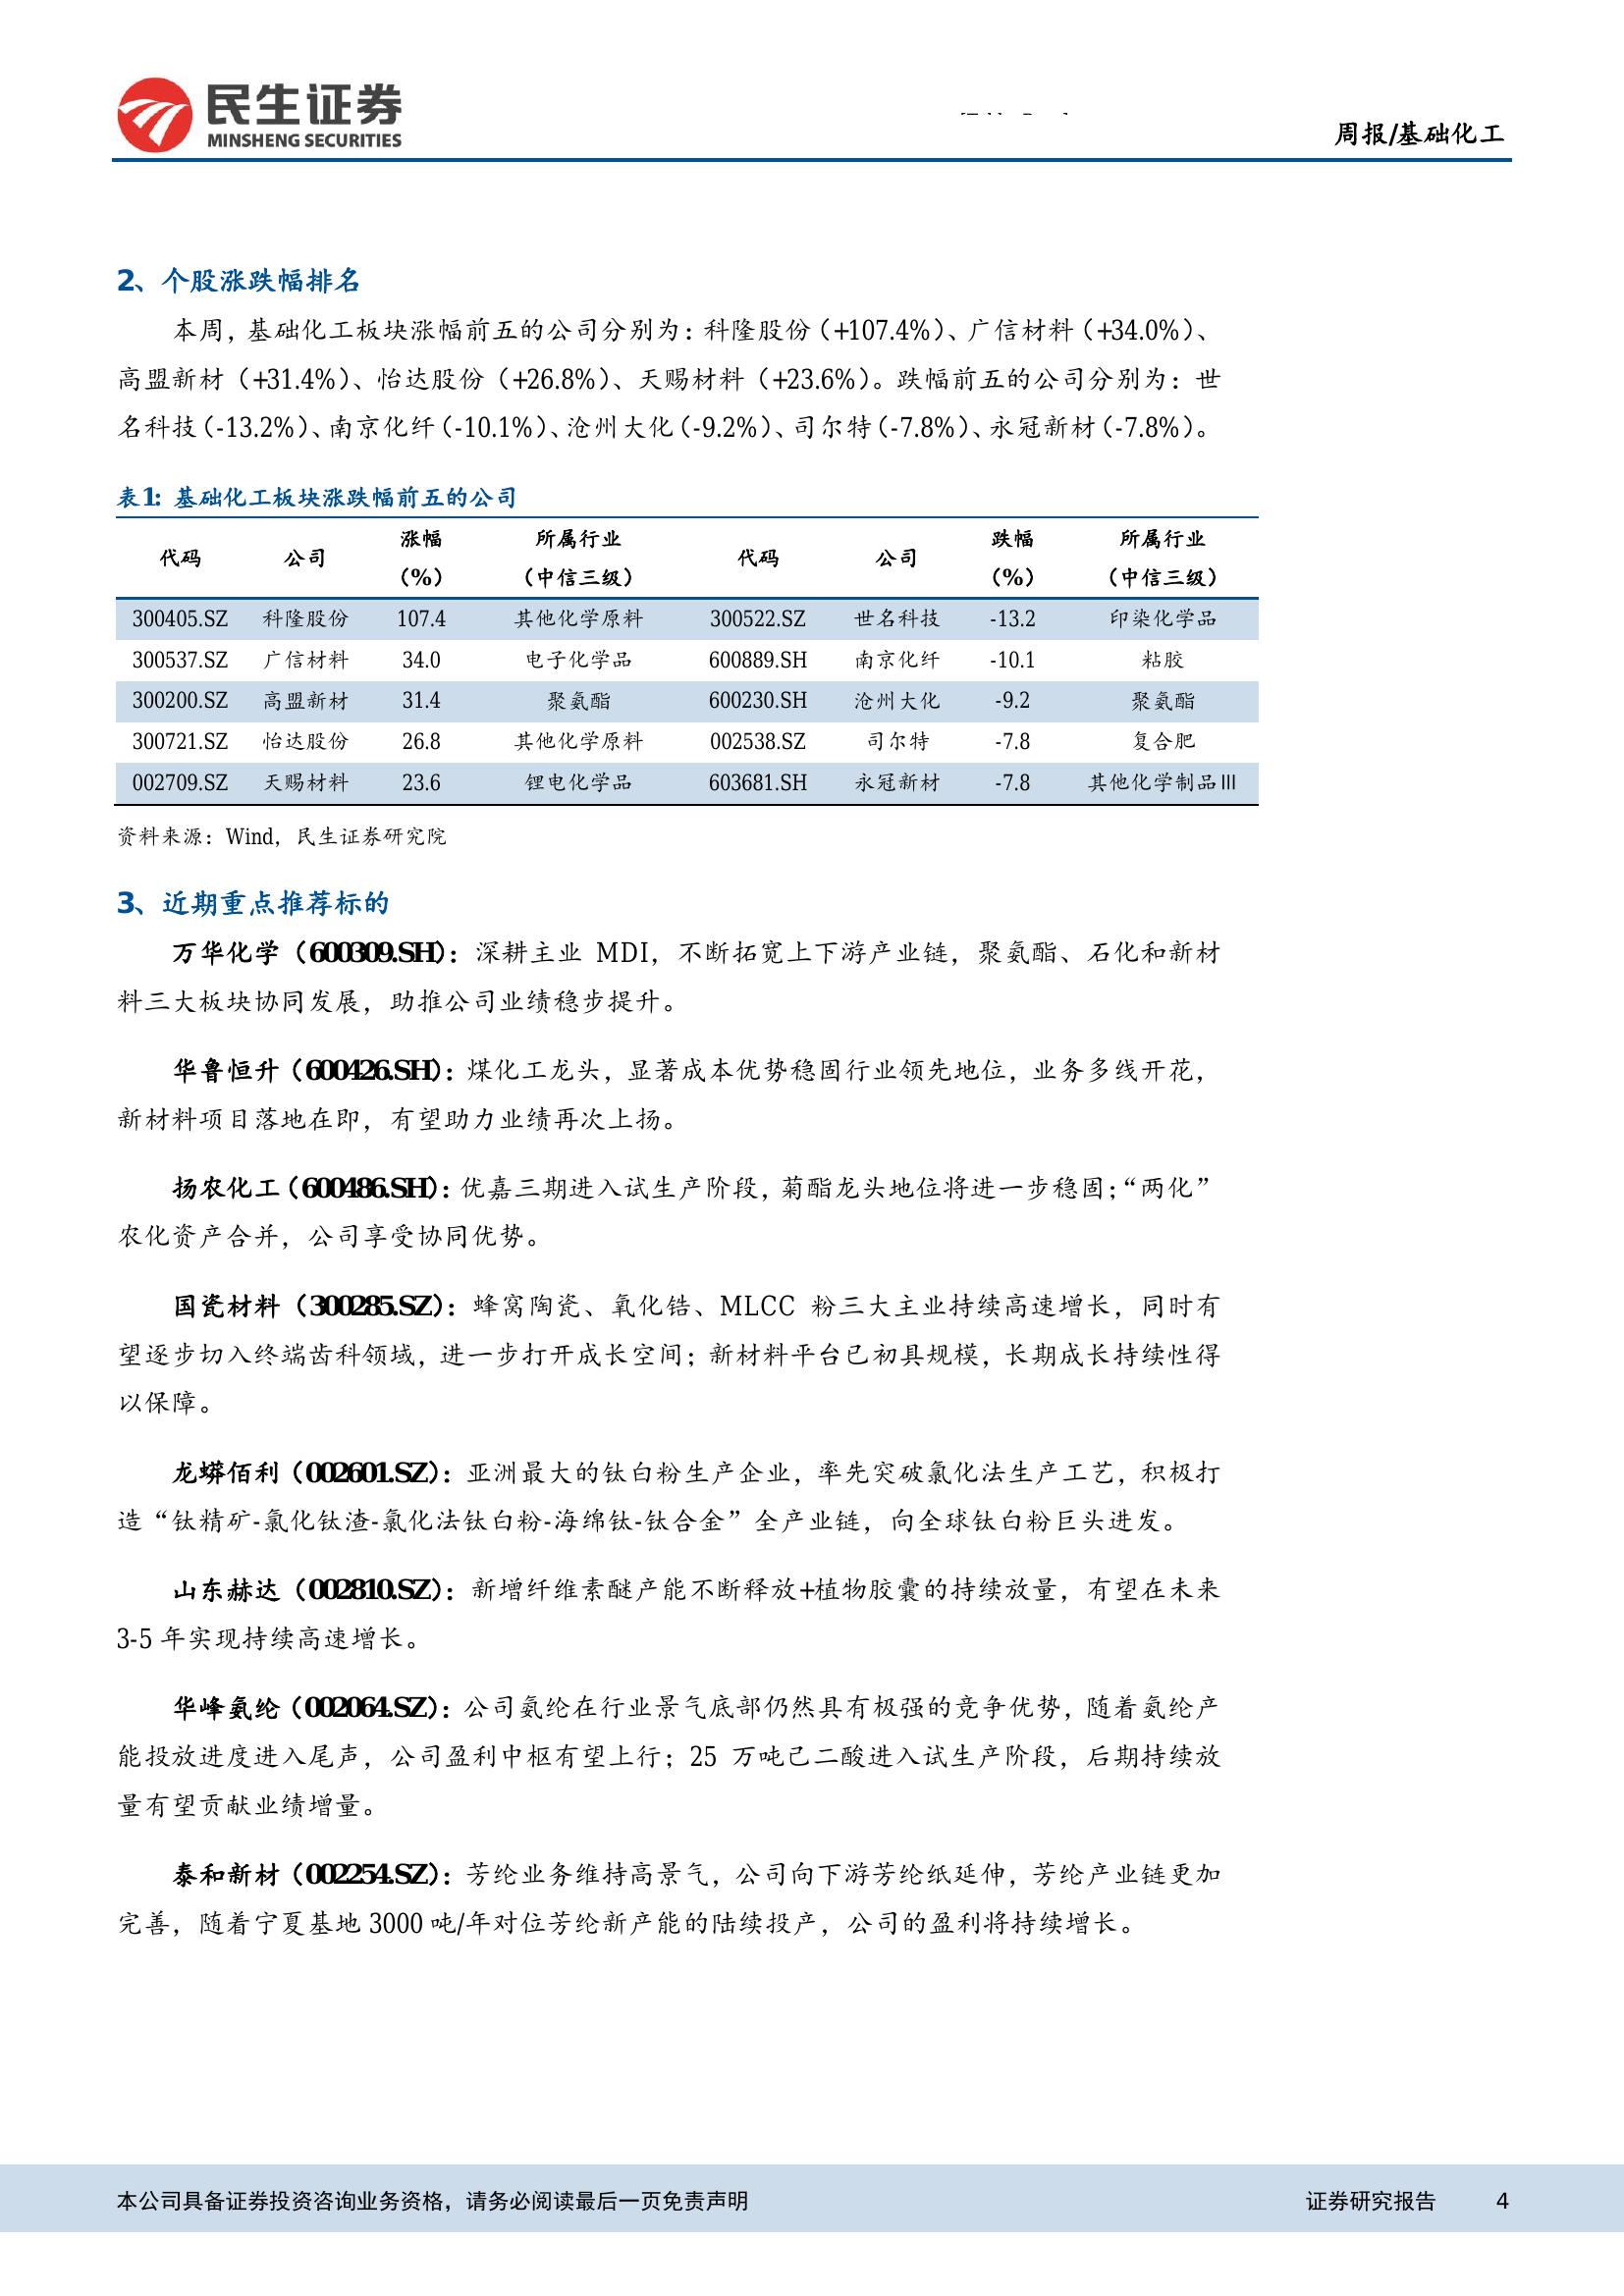 民生证券
MINSHENG SECURITIES
周报/基础化工
2、个股涨跌幅排名
本周，基础化工板块涨幅前五的公司分别为：科隆股份（+107.4%）、广信材料（+34.0%）、
高盟新材（+31.4%）、怡达股份（+26.8%）、天赐材料（+23.6%）。跌幅前五的公司分别为：世
名科技（-13.2%）、南京化纤（-10.1%）、沧州大化（-9.2%）、司尔特（-7.8%）、永冠新材（-7.8%）。
表1: 基础化工板块涨跌幅前五的公司
代码 公司 涨幅（%） 所属行业（中信三级） 代码 公司 跌幅（%） 所属行业（中信三级）
300405.SZ 科隆股份 107.4 其他化学原料 300522.SZ 世名科技 -13.2 印染化学品
300537.SZ 广信材料 34.0 电子化学品 600889.SH 南京化纤 -10.1 粘胶
300200.SZ 高盟新材 31.4 聚氨酯 600230.SH 沧州大化 -9.2 聚氨酯
300721.SZ 怡达股份 26.8 其他化学原料 002538.SZ 司尔特 -7.8 复合肥
002709.SZ 天赐材料 23.6 锂电化学品 603681.SH 永冠新材 -7.8 其他化学制品Ⅲ
资料来源：Wind，民生证券研究院
3、近期重点推荐标的
万华化学（600309.SH）：深耕主业 MDI，不断拓宽上下游产业链，聚氨酯、石化和新材
料三大板块协同发展，助推公司业绩稳步提升。
华鲁恒升（600426.SH）：煤化工龙头，显著成本优势稳固行业领先地位，业务多线开花，
新材料项目落地在即，有望助力业绩再次上扬。
扬农化工（600486.SH）：优嘉三期进入试生产阶段，菊酯龙头地位将进一步稳固；“两化”
农化资产合并，公司享受协同优势。
国瓷材料（300285.SZ）：蜂窝陶瓷、氧化锆、MLCC 粉三大主业持续高速增长，同时有
望逐步切入终端齿科领域，进一步打开成长空间；新材料平台已初具规模，长期成长持续性得
以保障。
龙蟒佰利（002601.SZ）：亚洲最大的钛白粉生产企业，率先突破氯化法生产工艺，积极打
造“钛精矿-氯化钛渣-氯化法钛白粉-海绵钛-钛合金”全产业链，向全球钛白粉巨头进发。
山东赫达（002810.SZ）：新增纤维素醚产能不断释放+植物胶囊的持续放量，有望在未来
3-5 年实现持续高速增长。
华峰氨纶（002064.SZ）：公司氨纶在行业景气底部仍然具有极强的竞争优势，随着氨纶产
能投放进度进入尾声，公司盈利中枢有望上行；25 万吨己二酸进入试生产阶段，后期持续放
量有望贡献业绩增量。
泰和新材（002254.SZ）：芳纶业务维持高景气，公司向下游芳纶纸延伸，芳纶产业链更加
完善，随着宁夏基地 3000 吨/年对位芳纶新产能的陆续投产，公司的盈利将持续增长。
本公司具备证券投资咨询业务资格，请务必阅读最后一页免责声明 证券研究报告 4